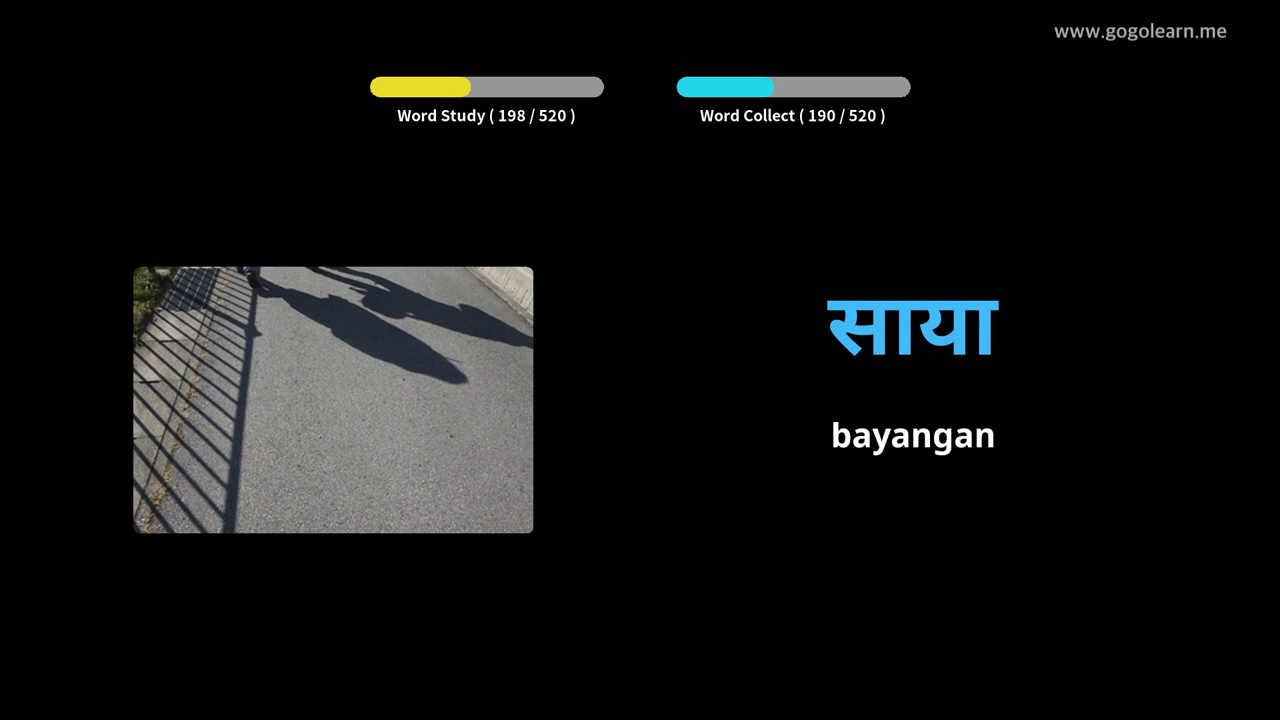 www.gogolearn.me
Word Study ( 198 / 520 )
Word Collect ( 190 / 520 )
साया
bayangan